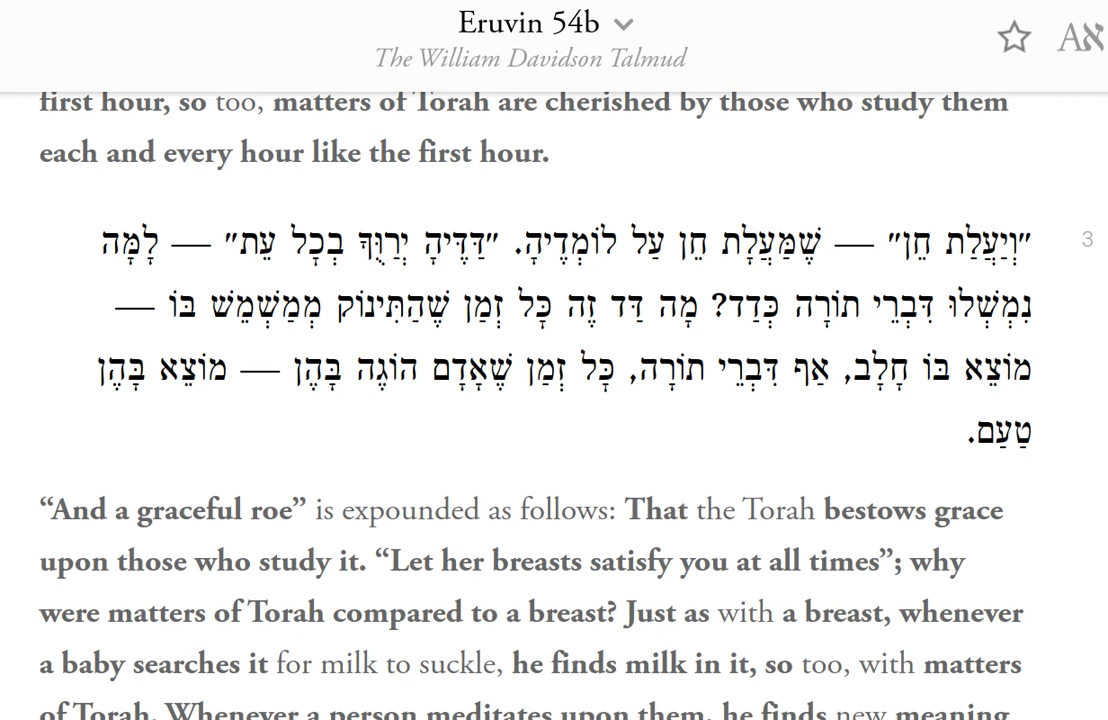 Eruvin 54b
The William Davidson Talmud
Aא
first hour, so too, matters of Torah are cherished by those who study them
each and every hour like the first hour.
3
״וְיַעֲלַת חֵן״ — שֶׁמַּעֲלַת חֵן עַל לוֹמְדֶיהָ. ״דַּדֶּיהָ יְרַוֻּךָ בְכׇל עֵת״ — לָמָּה
נִמְשְׁלוּ דִּבְרֵי תוֹרָה כְּדַד? מָה דַּד זֶה כׇּל זְמַן שֶׁהַתִּינוֹק מְמַשְׁמֵשׁ בּוֹ —
מוֹצֵא בּוֹ חָלָב, אַף דִּבְרֵי תוֹרָה, כׇּל זְמַן שֶׁאָדָם הוֹגֶה בָּהֶן — מוֹצֵא בָּהֶן
טַעַם.
“And a graceful roe” is expounded as follows: That the Torah bestows grace
upon those who study it. “Let her breasts satisfy you at all times”; why
were matters of Torah compared to a breast? Just as with a breast, whenever
a baby searches it for milk to suckle, he finds milk in it, so too, with matters
of Torah. Whenever a person meditates upon them, he finds new meaning